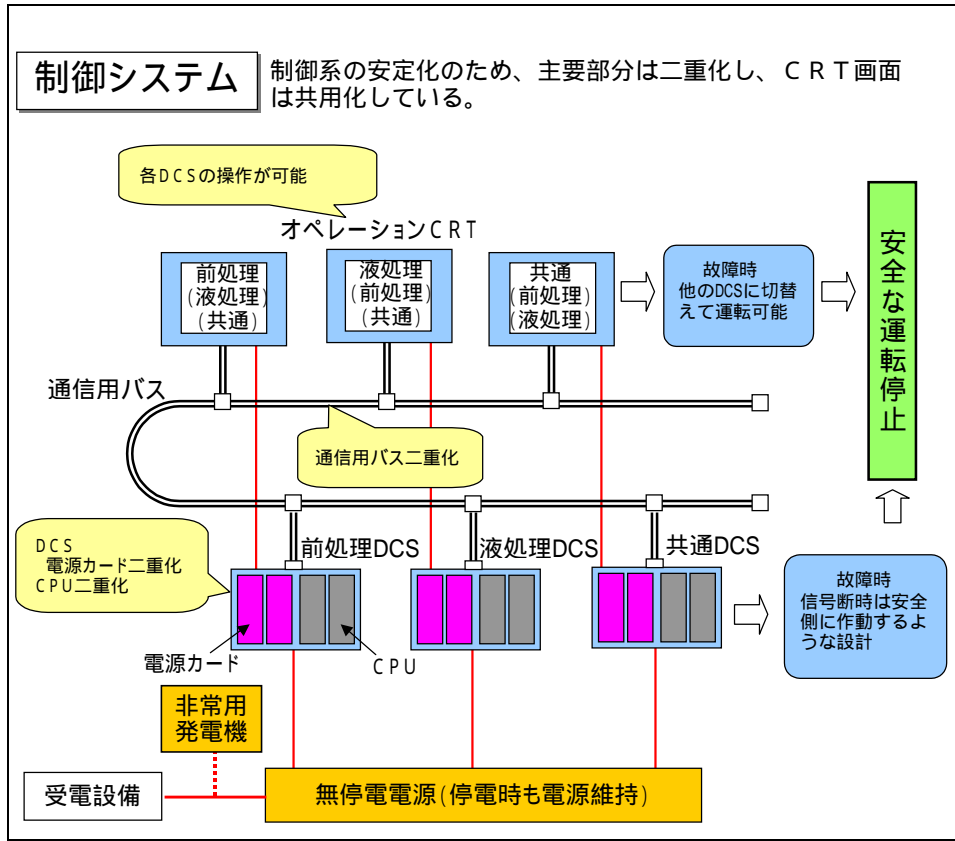 制御システム
制御系の安定化のため、主要部分は二重化し、ＣＲＴ画面
は共用化している。
各DCSの操作が可能
オペレーションCRT
前処理
(液処理)
(共通)
液処理
(前処理)
(共通)
共通
(前処理)
(液処理)
故障時
他のDCSに切替
えて運転可能
安全な運転停止
通信用バス
通信用バス二重化
DCS
電源カード二重化
CPU二重化
前処理DCS
液処理DCS
共通DCS
故障時
信号断時は安全
側に作動するよ
うな設計
電源カード
CPU
非常用
発電機
受電設備
無停電電源(停電時も電源維持)